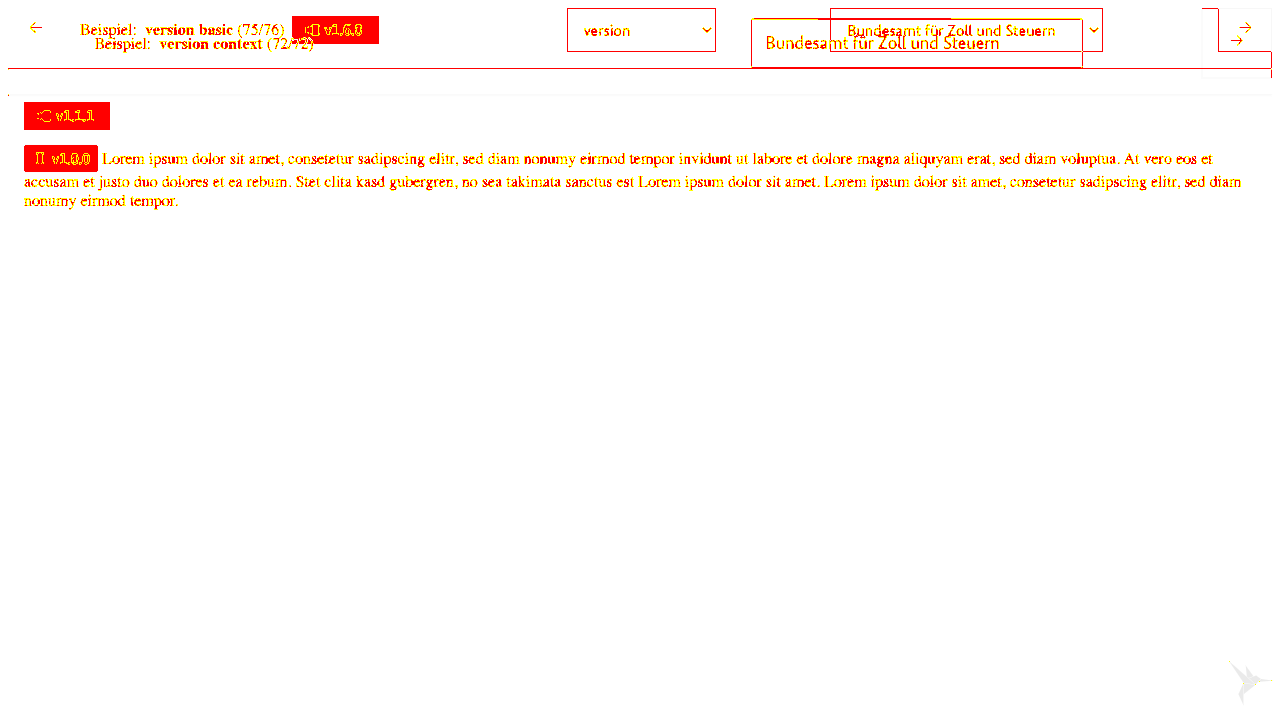 Beispiel: version basic (75/76) v1.6.0
version
Bundesamt für Zoll und Steuern
Beispiel: version context (72/72)
Bundesamt für Zoll und Steuern
v1.1.1
v1.0.0 Lorem ipsum dolor sit amet, consetetur sadipscing elitr, sed diam nonumy eirmod tempor invidunt ut labore et dolore magna aliquyam erat, sed diam voluptua. At vero eos et
accusam et justo duo dolores et ea rebum. Stet clita kasd gubergren, no sea takimata sanctus est Lorem ipsum dolor sit amet. Lorem ipsum dolor sit amet, consetetur sadipscing elitr, sed diam
nonumy eirmod tempor.